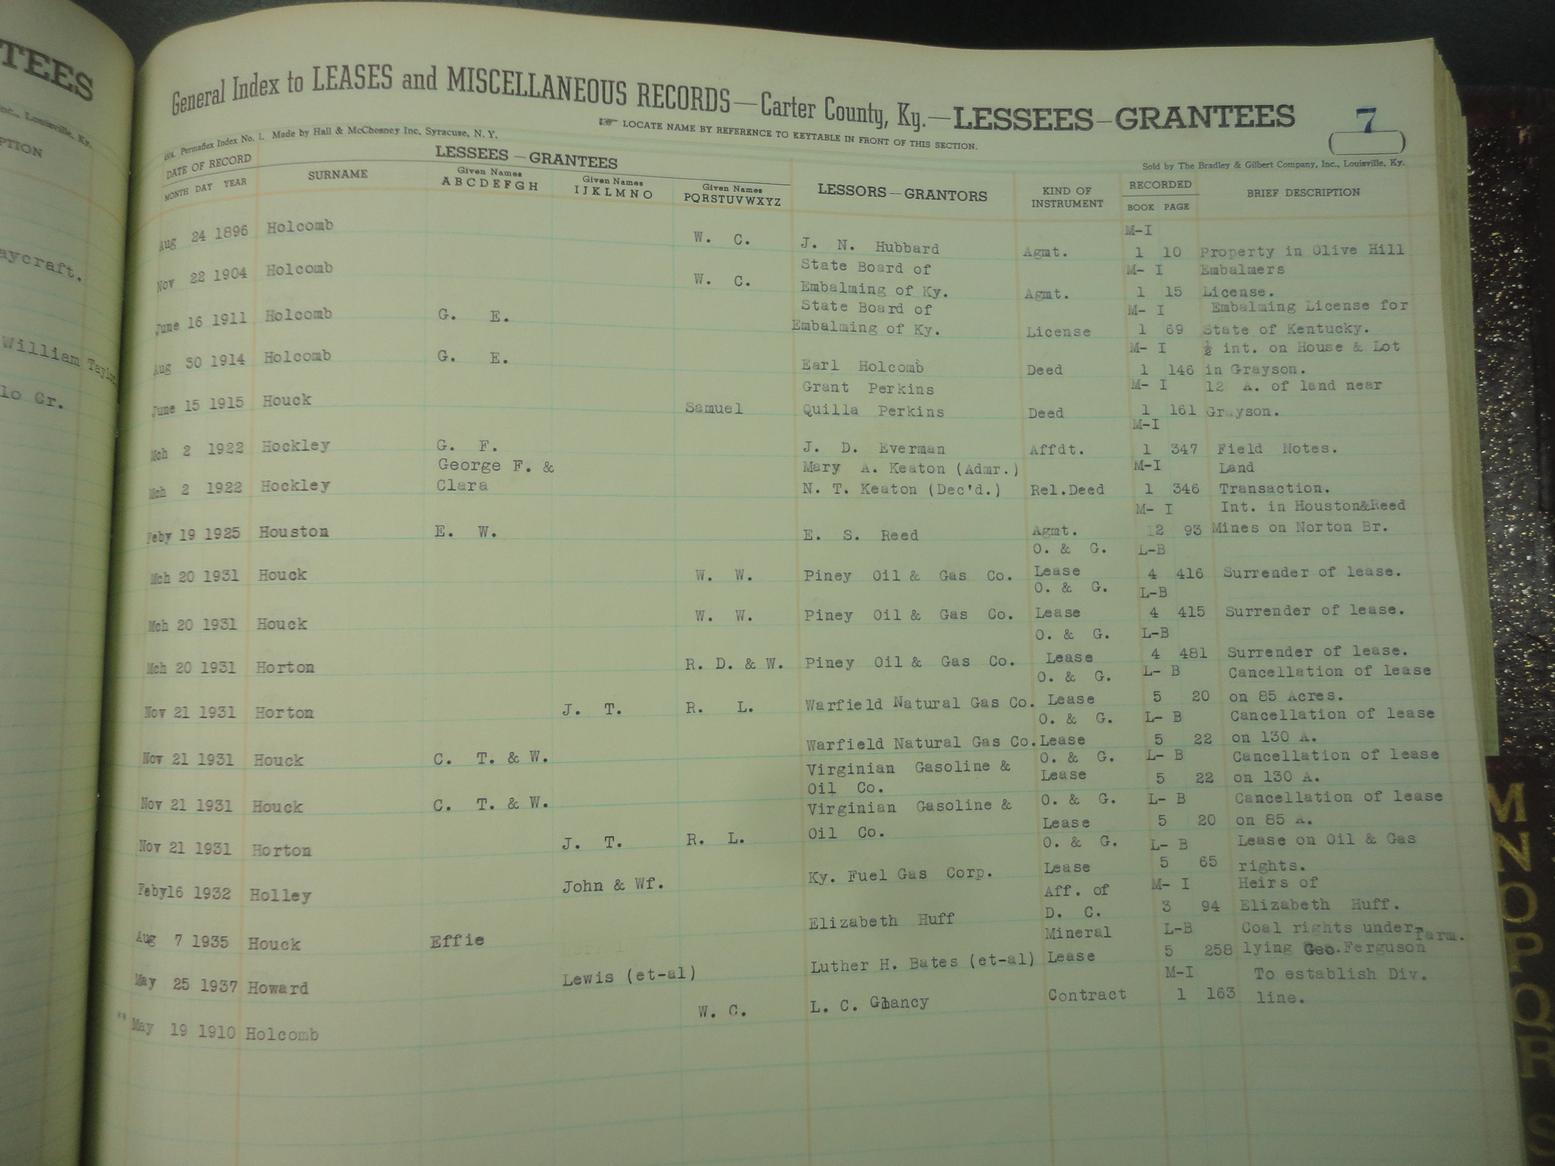 TEES
Inc., Louisville, Ky.
PTION
aycraft.
William Taylor
lo Gr.
General Index to LEASES and MISCELLANEOUS RECORDS—Carter County, Ky.—LESSEES–GRANTEES
7
Permaflex Index No. 1. Made by Hall & McChesney Inc, Syracuse, N. Y.
LOCATE NAME BY REFERENCE TO KEYTABLE IN FRONT OF THIS SECTION.
Sold by The Bradley & Gilbert Company, Inc., Louisville, Ky.
DATE OF RECORD LESSEES – GRANTEES LESSORS – GRANTORS KIND OF INSTRUMENT RECORDED BRIEF DESCRIPTION
MONTH DAY YEAR SURNAME Given Names A B C D E F G H Given Names I J K L M N O Given Names PQRSTUVWXYZ BOOK PAGE
M-I
Aug 24 1896 Holcomb W. C. J. N. Hubbard Agmt. 1 10 Property in Olive Hill
State Board of M- I Embalmers
Nov 22 1904 Holcomb W. C. Embalming of Ky. Agmt. 1 15 License.
State Board of M- I Embalming License for
June 16 1911 Holcomb G. E. Embalming of Ky. License 1 69 State of Kentucky.
M- I ½ int. on House & Lot
Aug 30 1914 Holcomb G. E. Earl Holcomb Deed 1 146 in Grayson.
Grant Perkins M- I 12 A. of land near
June 15 1915 Houck Samuel Quilla Perkins Deed 1 161 Grayson.
M-I
Mch 2 1922 Hockley G. F. J. D. Everman Affdt. 1 347 Field Notes.
George F. & Mary A. Keaton (Admr.) M-I Land
Mch 2 1922 Hockley Clara N. T. Keaton (Dec'd.) Rel.Deed 1 346 Transaction.
M- I Int. in Houston&Reed
Feby 19 1925 Houston E. W. E. S. Reed Agmt. 12 93 Mines on Norton Br.
O. & G. L-B
Mch 20 1931 Houck W. W. Piney Oil & Gas Co. Lease 4 416 Surrender of lease.
O. & G. L-B
Mch 20 1931 Houck W. W. Piney Oil & Gas Co. Lease 4 415 Surrender of lease.
O. & G. L-B
Mch 20 1931 Horton R. D. & W. Piney Oil & Gas Co. Lease 4 481 Surrender of lease.
O. & G. L- B Cancellation of lease
Nov 21 1931 Horton J. T. R. L. Warfield Natural Gas Co. Lease 5 20 on 85 Acres.
O. & G. L- B Cancellation of lease
Nov 21 1931 Houck C. T. & W. Warfield Natural Gas Co. Lease 5 22 on 130 A.
Virginian Gasoline & O. & G. L- B Cancellation of lease
Nov 21 1931 Houck C. T. & W. Oil Co. Lease 5 22 on 130 A.
Virginian Gasoline & O. & G. L- B Cancellation of lease
Nov 21 1931 Horton J. T. R. L. Oil Co. Lease 5 20 on 85 A.
O. & G. L- B Lease on Oil & Gas
Feby16 1932 Holley John & Wf. Ky. Fuel Gas Corp. Lease 5 65 rights.
Aff. of M- I Heirs of
Aug 7 1935 Houck Effie Elizabeth Huff D. C. 3 94 Elizabeth Huff.
Mineral L-B Coal rights under
May 25 1937 Howard Lewis (et-al) Luther H. Bates (et-al) Lease 5 258 lying Geo.Ferguson Farm.
M-I To establish Div.
" May 19 1910 Holcomb W. C. L. C. Glancy Contract 1 163 line.
M
N
O
P
Q
R
S